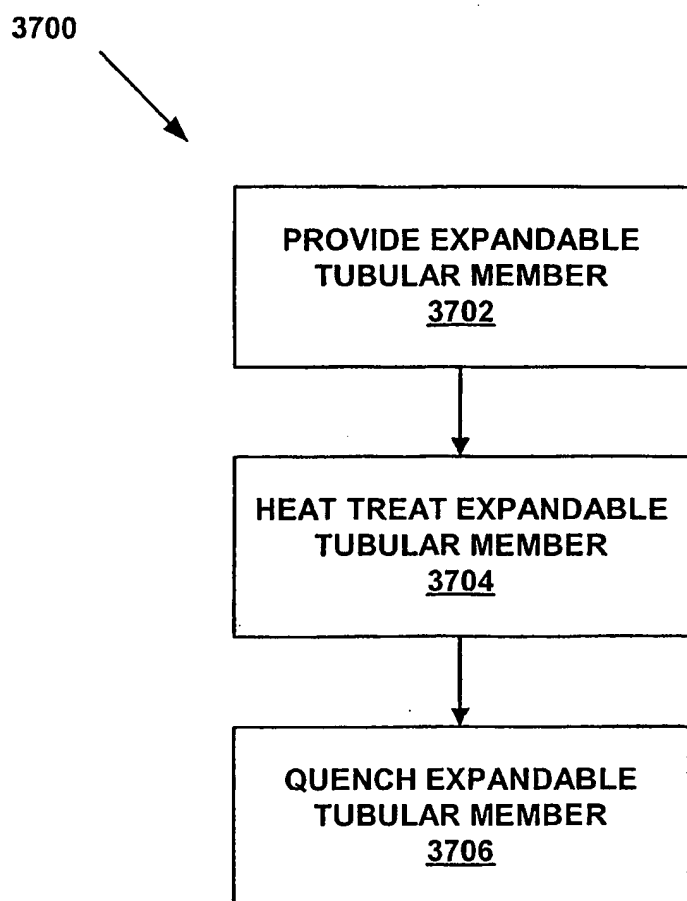 3700
PROVIDE EXPANDABLE
TUBULAR MEMBER
3702
HEAT TREAT EXPANDABLE
TUBULAR MEMBER
3704
QUENCH EXPANDABLE
TUBULAR MEMBER
3706